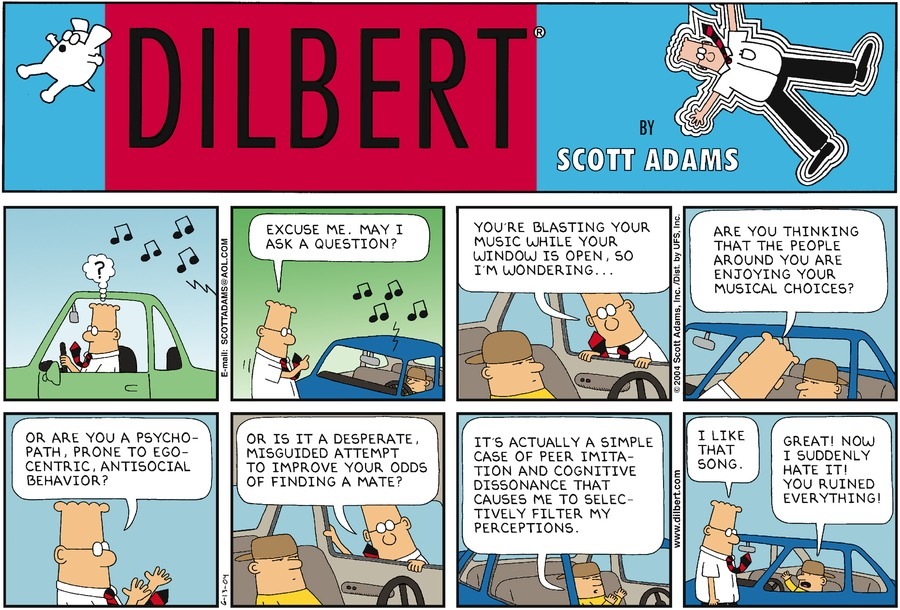 DILBERT®
BY
SCOTT ADAMS
?
E-mail: SCOTTADAMS@AOL.COM
EXCUSE ME. MAY I
ASK A QUESTION?
YOU'RE BLASTING YOUR
MUSIC WHILE YOUR
WINDOW IS OPEN, SO
I'M WONDERING...
© 2004 Scott Adams, Inc./Dist. by UFS, Inc.
ARE YOU THINKING
THAT THE PEOPLE
AROUND YOU ARE
ENJOYING YOUR
MUSICAL CHOICES?
OR ARE YOU A PSYCHO-
PATH, PRONE TO EGO-
CENTRIC, ANTISOCIAL
BEHAVIOR?
6-13-04
OR IS IT A DESPERATE,
MISGUIDED ATTEMPT
TO IMPROVE YOUR ODDS
OF FINDING A MATE?
IT'S ACTUALLY A SIMPLE
CASE OF PEER IMITA-
TION AND COGNITIVE
DISSONANCE THAT
CAUSES ME TO SELEC-
TIVELY FILTER MY
PERCEPTIONS.
www.dilbert.com
I LIKE
THAT
SONG.
GREAT! NOW
I SUDDENLY
HATE IT!
YOU RUINED
EVERYTHING!